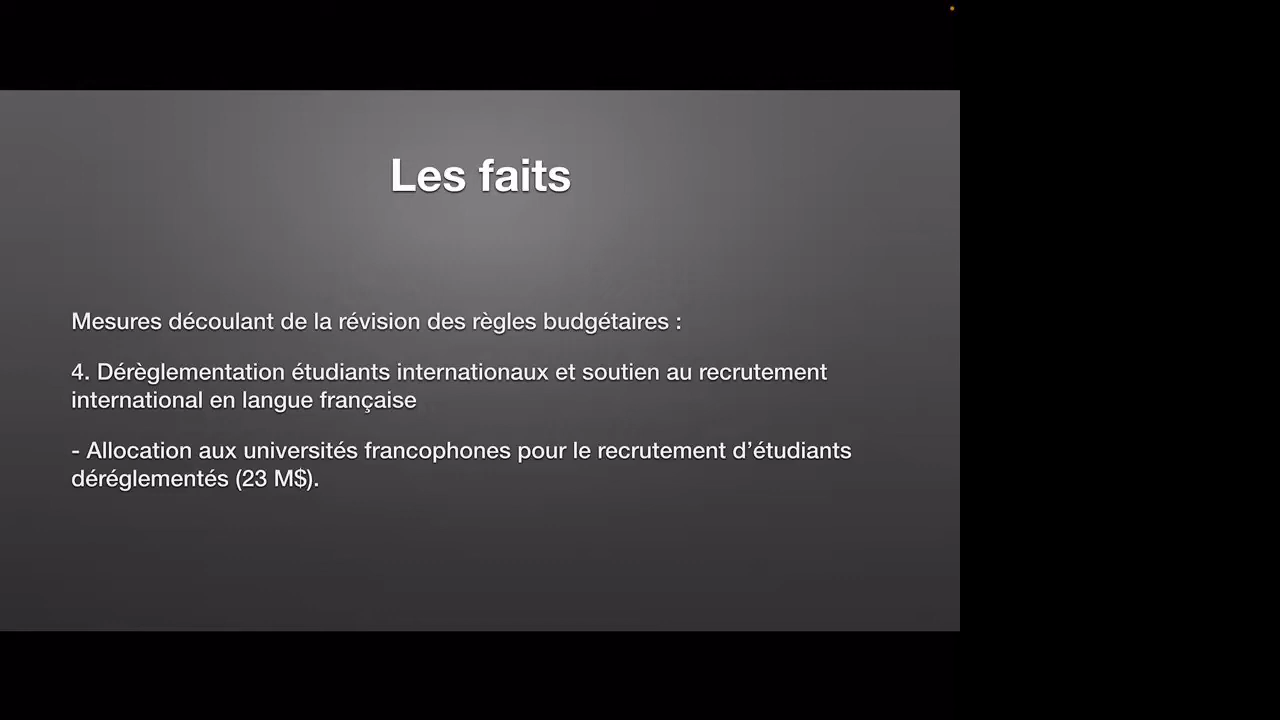 Les faits
Mesures découlant de la révision des règles budgétaires :
4. Dérèglementation étudiants internationaux et soutien au recrutement
international en langue française
- Allocation aux universités francophones pour le recrutement d’étudiants
déréglementés (23 M$).